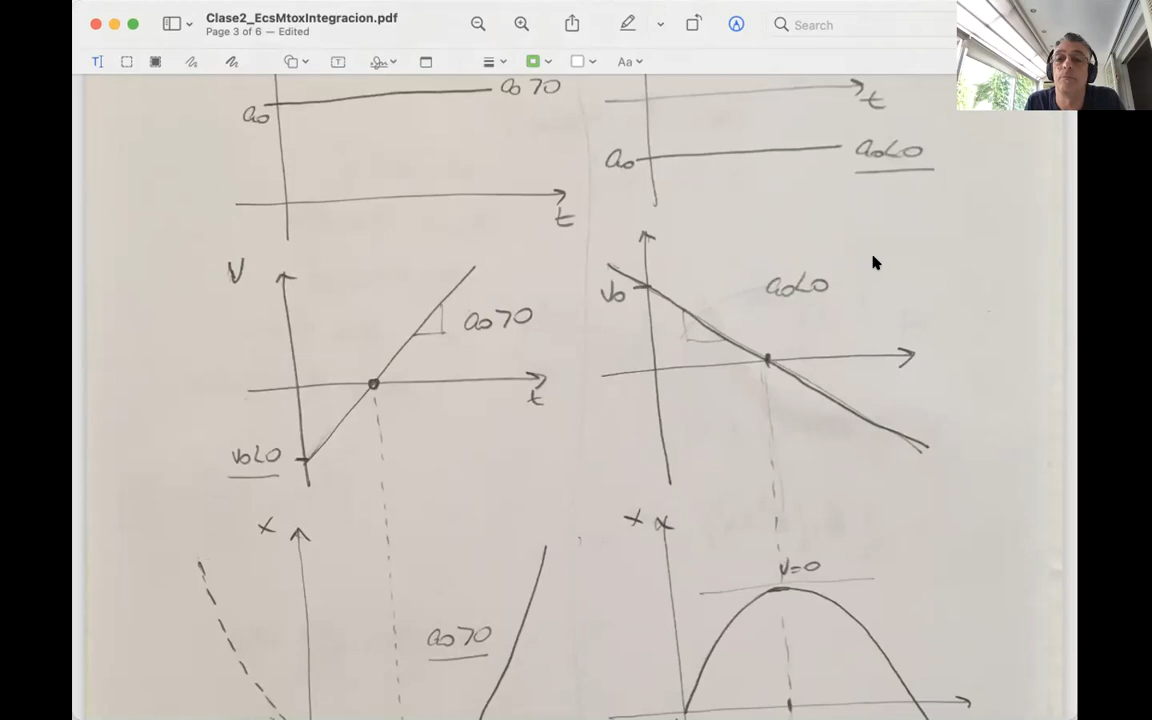 Clase2_EcsMtoxIntegracion.pdf
Page 3 of 6 — Edited
Search
Aa
a₀
a₀>0
t
t
a₀
a₀<0
V
a₀>0
t
v₀<0
v₀
a₀<0
x
a₀>0
x
v=0